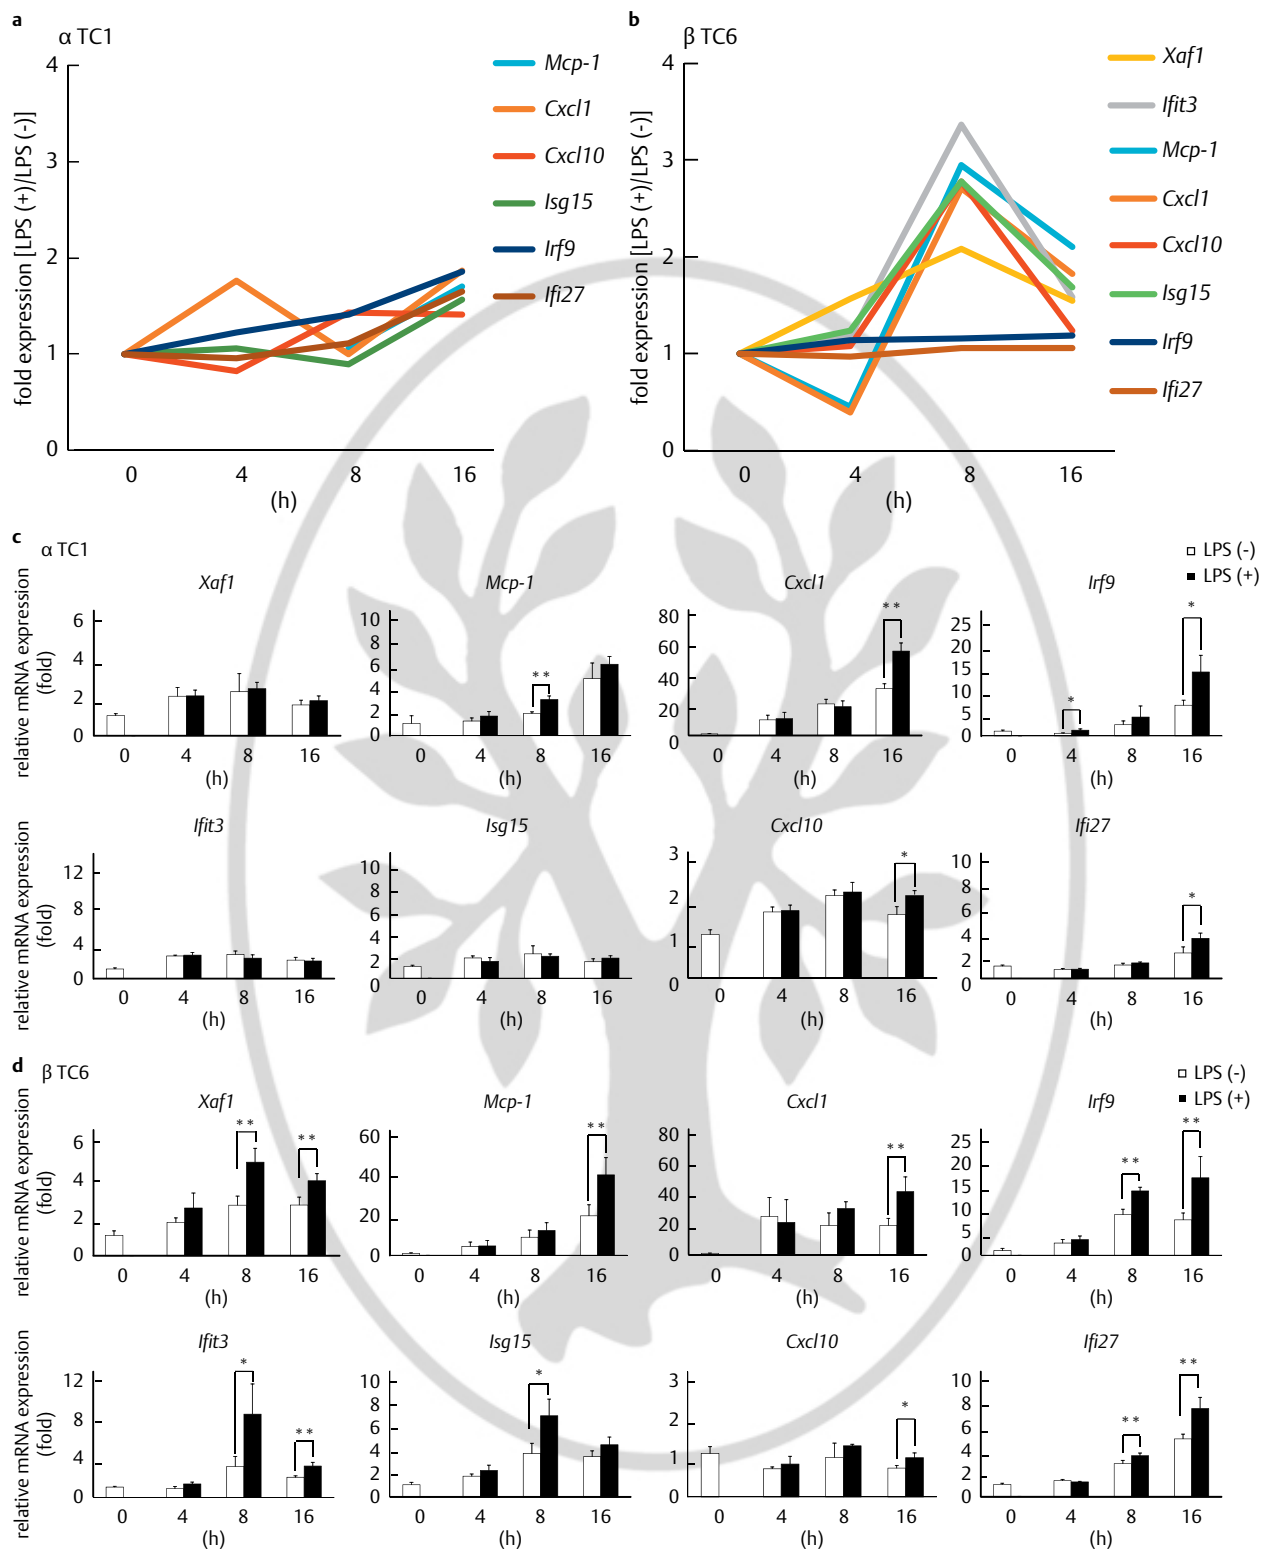 a
α TC1
fold expression [LPS (+)/LPS (-)]
4
3
2
1
0
0 4 8 16
(h)
Mcp-1
Cxcl1
Cxcl10
Isg15
Irf9
Ifi27
b
β TC6
fold expression [LPS (+)/LPS (-)]
4
3
2
1
0
0 4 8 16
(h)
Xaf1
Ifit3
Mcp-1
Cxcl1
Cxcl10
Isg15
Irf9
Ifi27
c
α TC1
LPS (-)
LPS (+)
relative mRNA expression
(fold)
Xaf1
6
4
2
0
0 4 8 16
(h)
Mcp-1
10
8
6
4
2
0
**
0 4 8 16
(h)
Cxcl1
80
60
40
20
0
**
0 4 8 16
(h)
Irf9
25
20
15
10
5
0
*
*
0 4 8 16
(h)
relative mRNA expression
(fold)
Ifit3
12
8
4
0
0 4 8 16
(h)
Isg15
10
8
6
4
2
0
0 4 8 16
(h)
Cxcl10
3
2
1
0
*
0 4 8 16
(h)
Ifi27
10
8
6
4
2
0
*
0 4 8 16
(h)
d
β TC6
LPS (-)
LPS (+)
relative mRNA expression
(fold)
Xaf1
6
4
2
0
**
**
0 4 8 16
(h)
Mcp-1
60
40
20
0
**
0 4 8 16
(h)
Cxcl1
80
60
40
20
0
**
0 4 8 16
(h)
Irf9
25
20
15
10
5
0
**
**
0 4 8 16
(h)
relative mRNA expression
(fold)
Ifit3
12
8
4
0
*
**
0 4 8 16
(h)
Isg15
10
8
6
4
2
0
*
0 4 8 16
(h)
Cxcl10
3
2
1
0
*
0 4 8 16
(h)
Ifi27
10
8
6
4
2
0
**
**
0 4 8 16
(h)